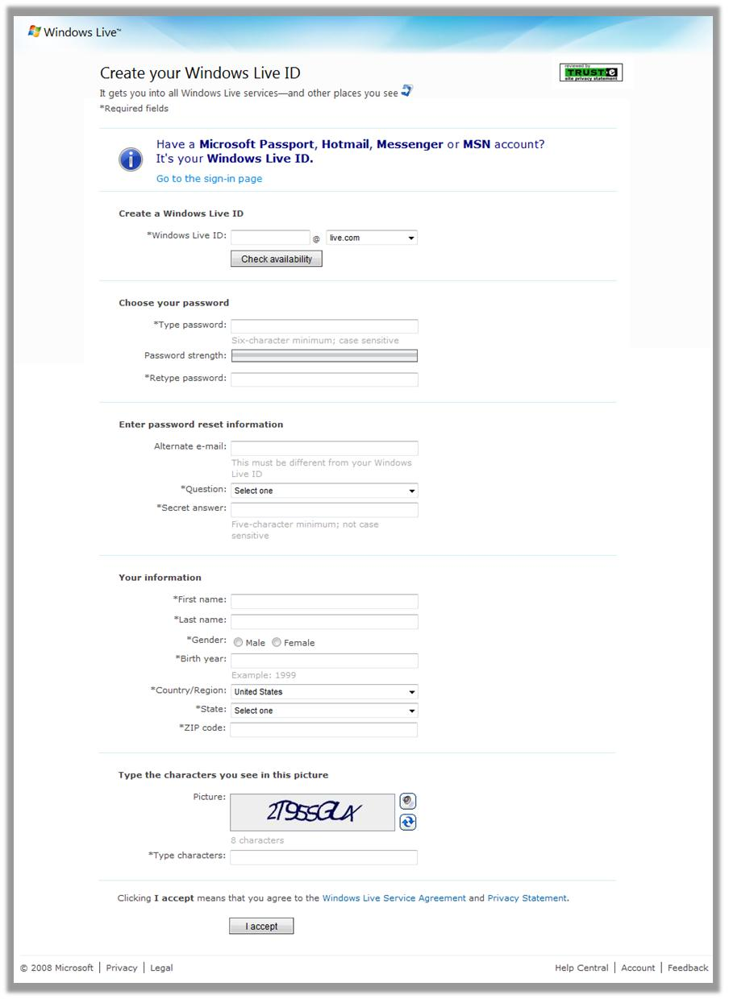 Windows Live™
Create your Windows Live ID
reviewed by
TRUSTe
site privacy statement
It gets you into all Windows Live services—and other places you see
*Required fields
Have a Microsoft Passport, Hotmail, Messenger or MSN account?
It's your Windows Live ID.
Go to the sign-in page
Create a Windows Live ID
*Windows Live ID: @ live.com
Check availability
Choose your password
*Type password:
Six-character minimum; case sensitive
Password strength:
*Retype password:
Enter password reset information
Alternate e-mail:
This must be different from your Windows
Live ID
*Question: Select one
*Secret answer:
Five-character minimum; not case
sensitive
Your information
*First name:
*Last name:
*Gender: Male Female
*Birth year:
Example: 1999
*Country/Region: United States
*State: Select one
*ZIP code:
Type the characters you see in this picture
Picture:
8 characters
*Type characters:
Clicking I accept means that you agree to the Windows Live Service Agreement and Privacy Statement.
I accept
© 2008 Microsoft | Privacy | Legal Help Central | Account | Feedback